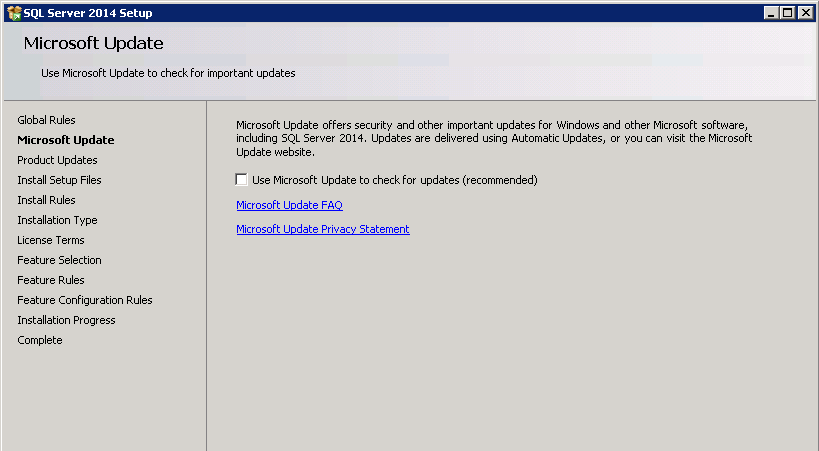 SQL Server 2014 Setup
Microsoft Update
Use Microsoft Update to check for important updates
Global Rules
Microsoft Update
Product Updates
Install Setup Files
Install Rules
Installation Type
License Terms
Feature Selection
Feature Rules
Feature Configuration Rules
Installation Progress
Complete
Microsoft Update offers security and other important updates for Windows and other Microsoft software,
including SQL Server 2014. Updates are delivered using Automatic Updates, or you can visit the Microsoft
Update website.
Use Microsoft Update to check for updates (recommended)
Microsoft Update FAQ
Microsoft Update Privacy Statement